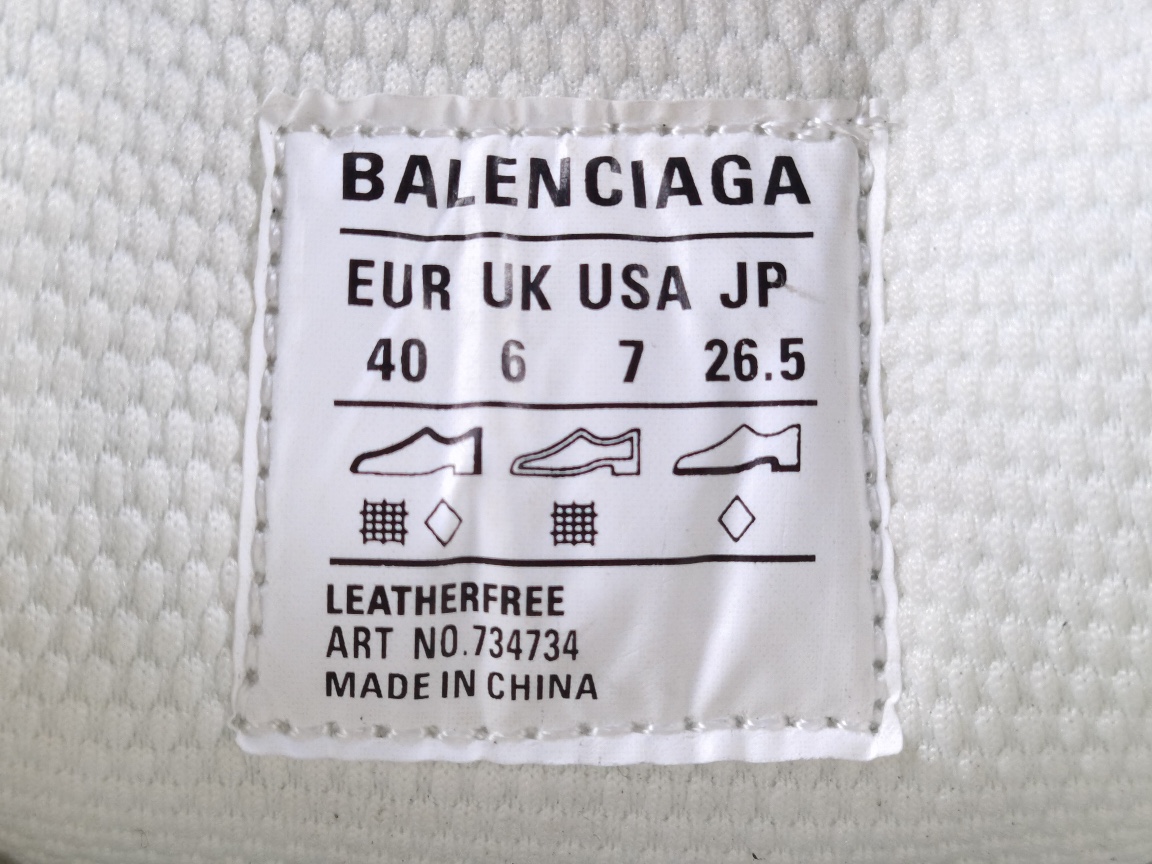 BALENCIAGA
EUR UK USA JP
40 6 7 26.5
LEATHERFREE
ART NO.734734
MADE IN CHINA